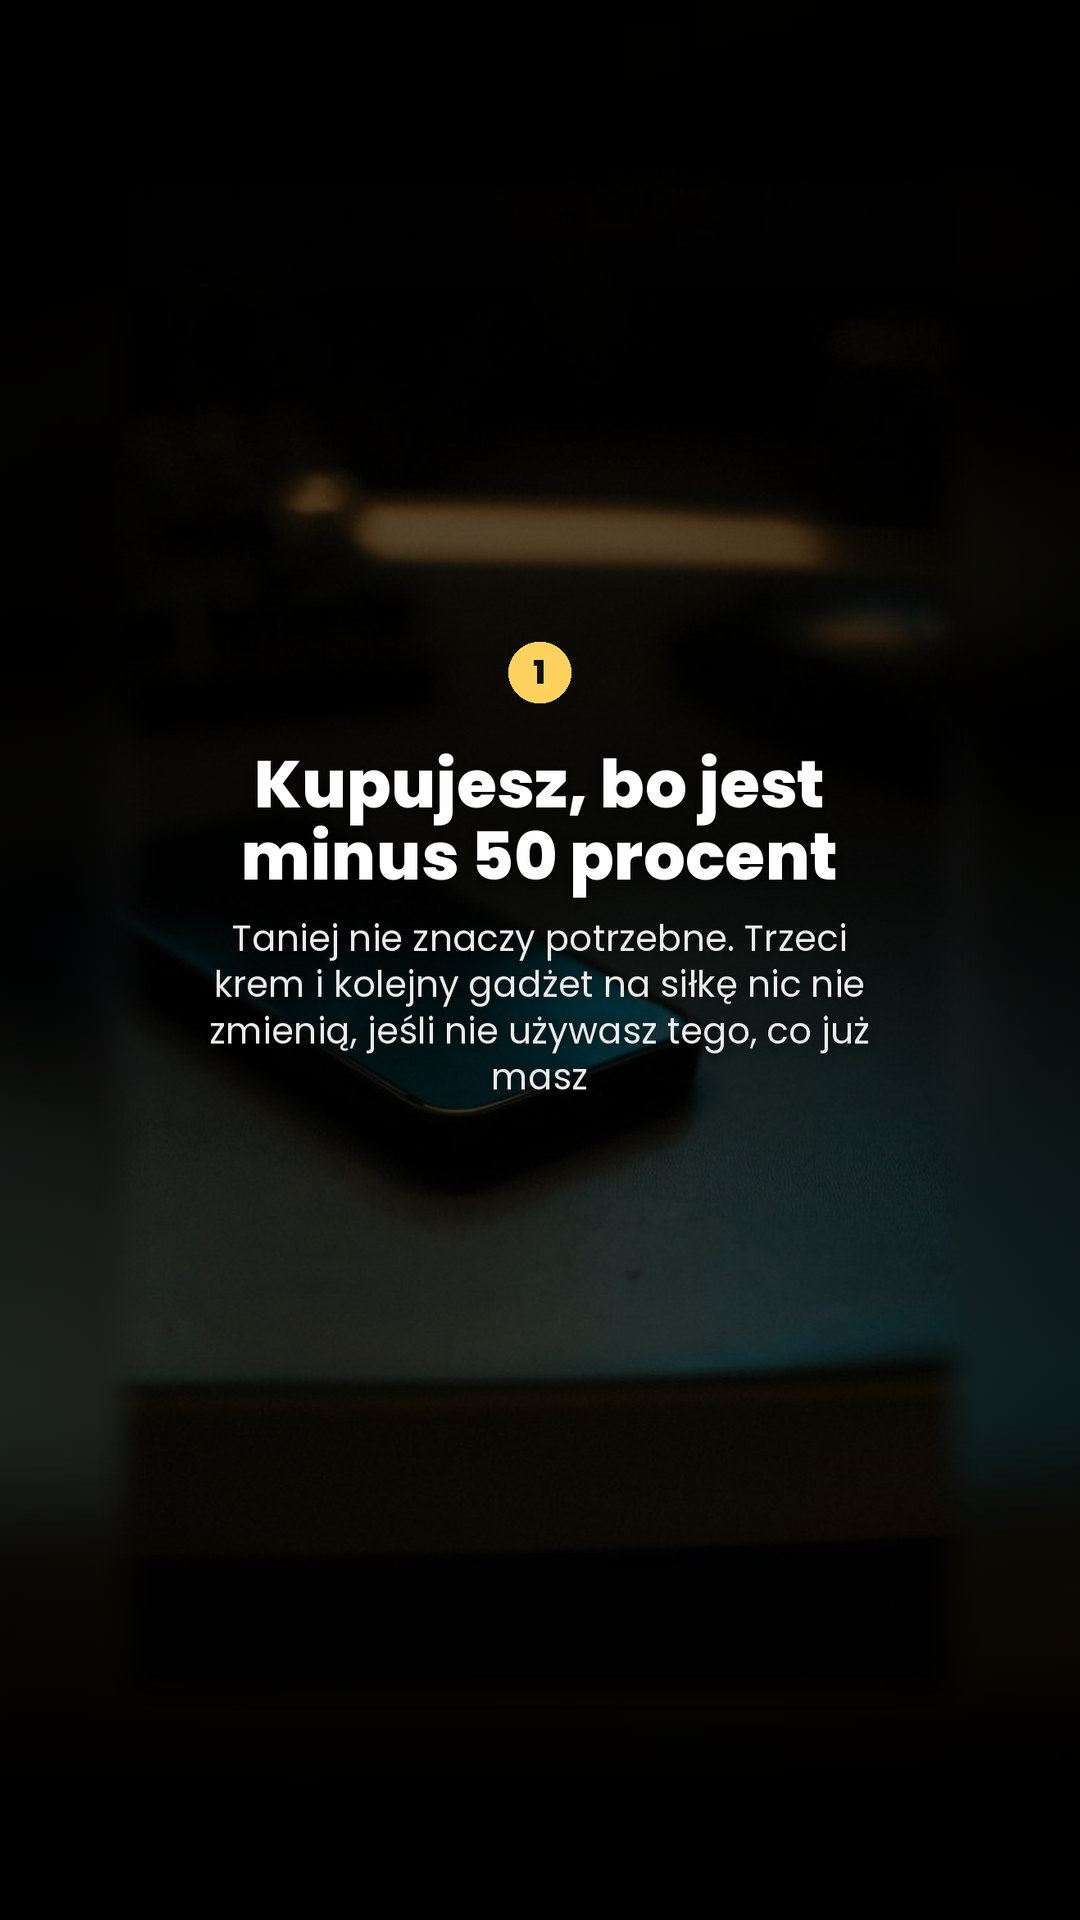 1
Kupujesz, bo jest
minus 50 procent
Taniej nie znaczy potrzebne. Trzeci
krem i kolejny gadżet na siłkę nic nie
zmienią, jeśli nie używasz tego, co już
masz